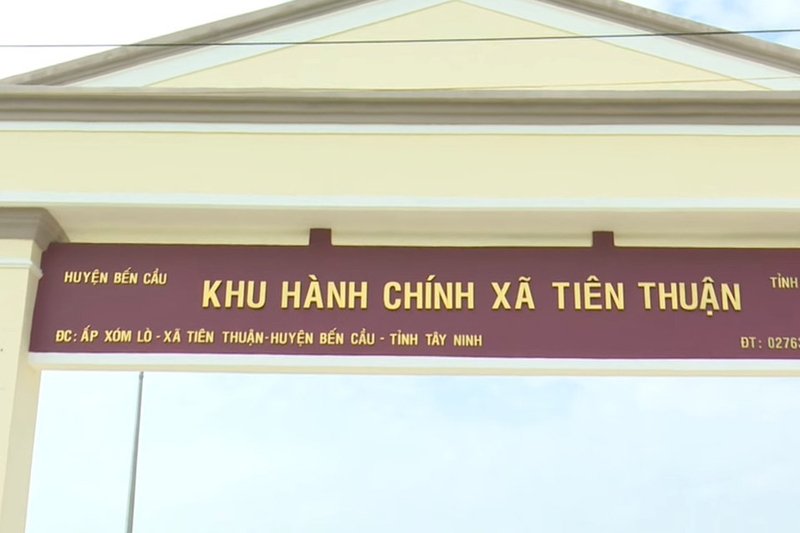 HUYỆN BẾN CẦU
KHU HÀNH CHÍNH XÃ TIÊN THUẬN
TỈNH
ĐC: ẤP XÓM LÒ - XÃ TIÊN THUẬN-HUYỆN BẾN CẦU - TỈNH TÂY NINH
ĐT: 02763